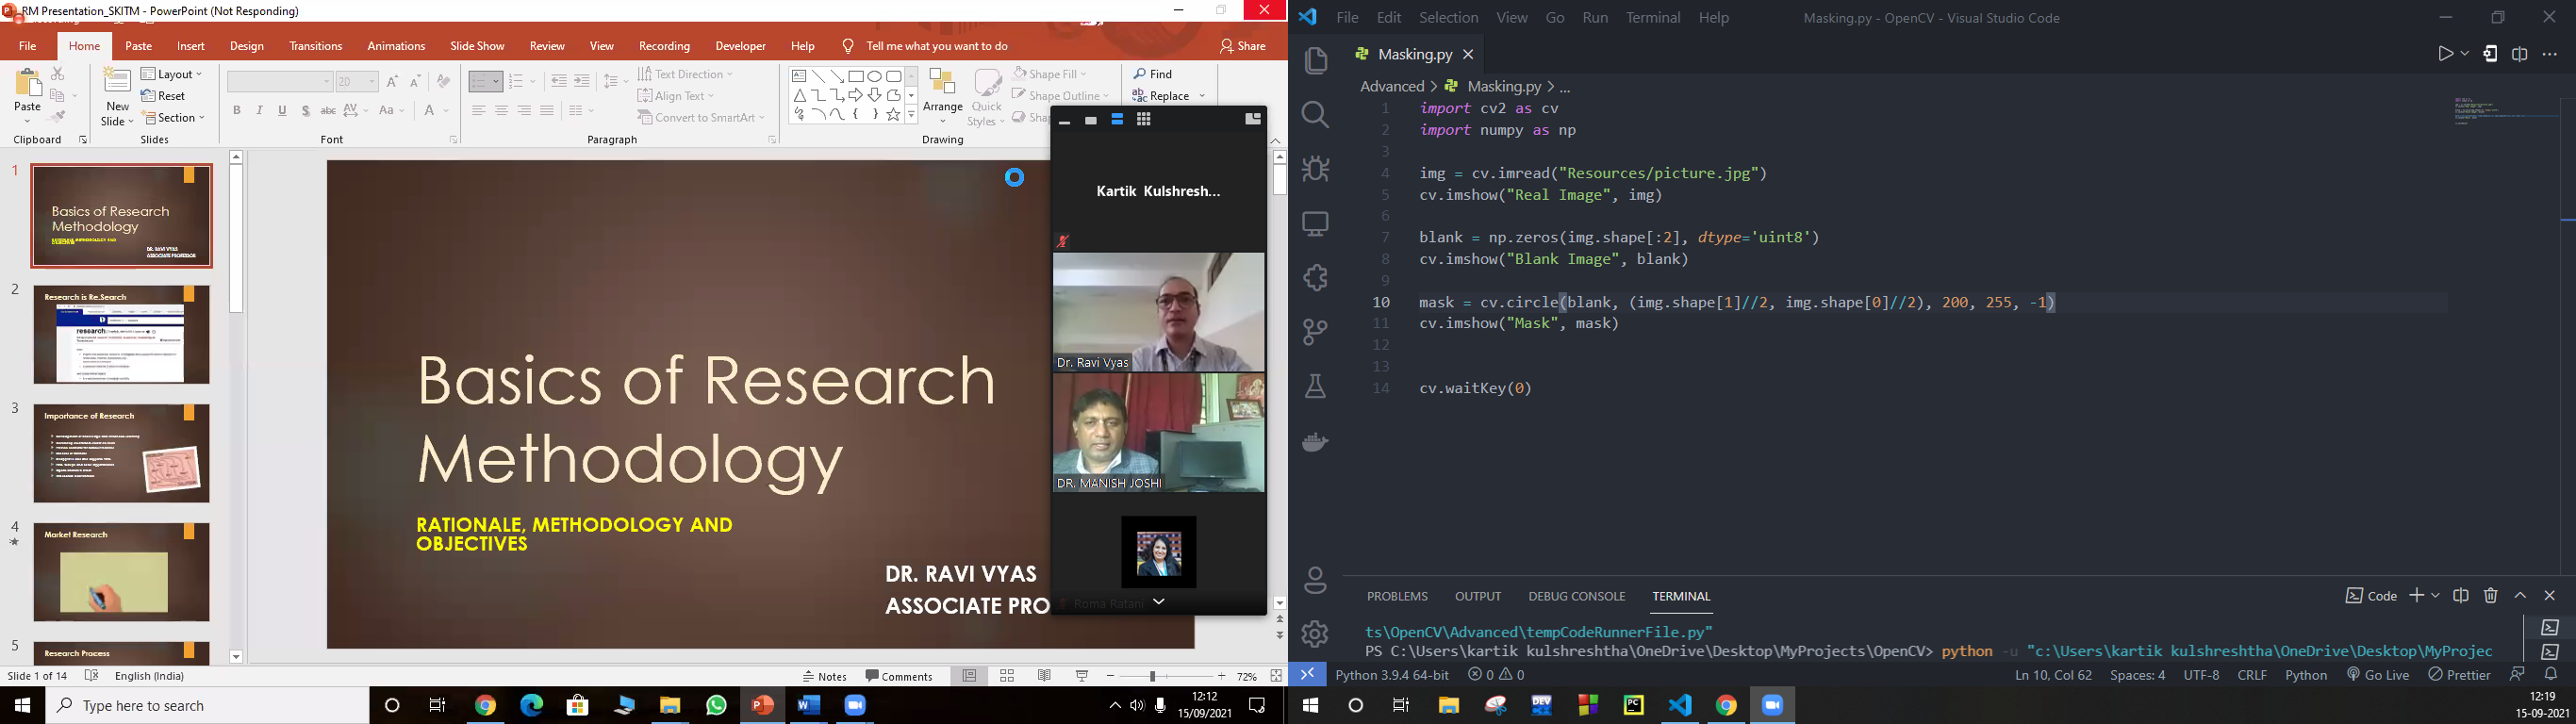 RM Presentation_SKITM - PowerPoint (Not Responding)
File Home Paste Insert Design Transitions Animations Slide Show Review View Recording Developer Help Tell me what you want to do Share
Paste
Clipboard
New
Slide
Layout
Reset
Section
Slides
20
B I U S abc AV Aa A
Font
Text Direction
Align Text
Convert to SmartArt
Paragraph
Arrange
Quick
Styles
Shape Fill
Shape Outline
Drawing
Find
Replace
1
Basics of Research
Methodology
DR. RAVI VYAS
ASSOCIATE PROFESSOR
2
Research is Re.Search
research
3
Importance of Research
4
Market Research
5
Research Process
Basics of Research
Methodology
RATIONALE, METHODOLOGY AND
OBJECTIVES
DR. RAVI VYAS
ASSOCIATE PRO
Kartik Kulshresh...
Dr. Ravi Vyas
DR. MANISH JOSHI
Roma Ratani
Slide 1 of 14 English (India) Notes Comments 72%
Type here to search
12:12
15/09/2021
File Edit Selection View Go Run Terminal Help Masking.py - OpenCV - Visual Studio Code
Masking.py
Advanced > Masking.py > ...
1 import cv2 as cv
2 import numpy as np
3
4 img = cv.imread("Resources/picture.jpg")
5 cv.imshow("Real Image", img)
6
7 blank = np.zeros(img.shape[:2], dtype='uint8')
8 cv.imshow("Blank Image", blank)
9
10 mask = cv.circle(blank, (img.shape[1]//2, img.shape[0]//2), 200, 255, -1)
11 cv.imshow("Mask", mask)
12
13
14 cv.waitKey(0)
PROBLEMS OUTPUT DEBUG CONSOLE TERMINAL Code
ts\OpenCV\Advanced\tempCodeRunnerFile.py"
PS C:\Users\kartik kulshreshtha\OneDrive\Desktop\MyProjects\OpenCV> python -u "c:\Users\kartik kulshreshtha\OneDrive\Desktop\MyProjec
Python 3.9.4 64-bit 0 0 Ln 10, Col 62 Spaces: 4 UTF-8 CRLF Python Go Live Prettier
DEV
PC
12:19
15-09-2021